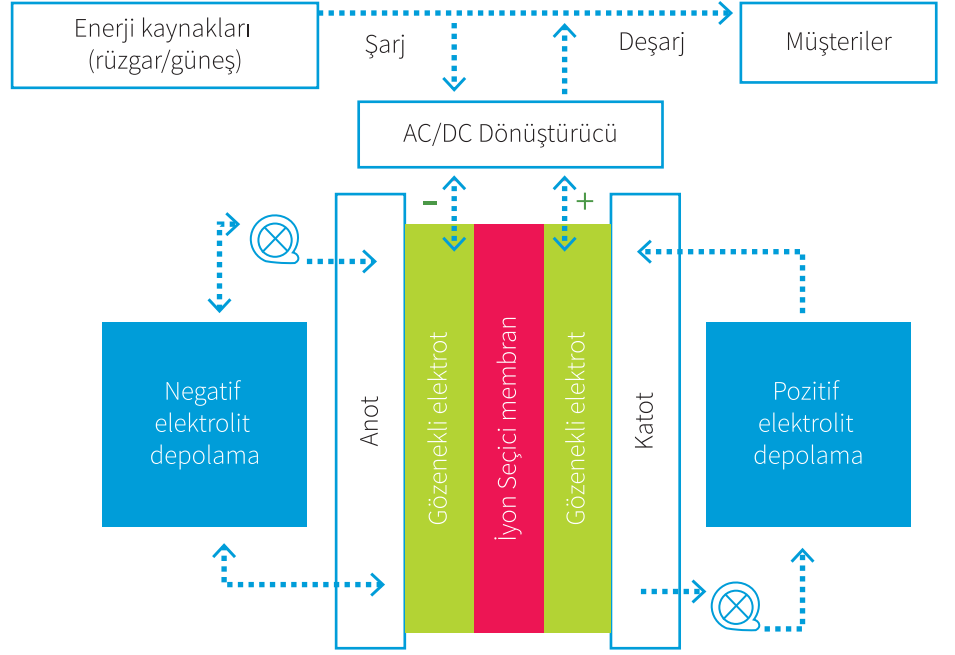 Enerji kaynakları
(rüzgar/güneş)
Şarj
Deşarj
Müşteriler
AC/DC Dönüştürücü
–
+
Negatif
elektrolit
depolama
Anot
Gözenekli elektrot
İyon Seçici membran
Gözenekli elektrot
Katot
Pozitif
elektrolit
depolama